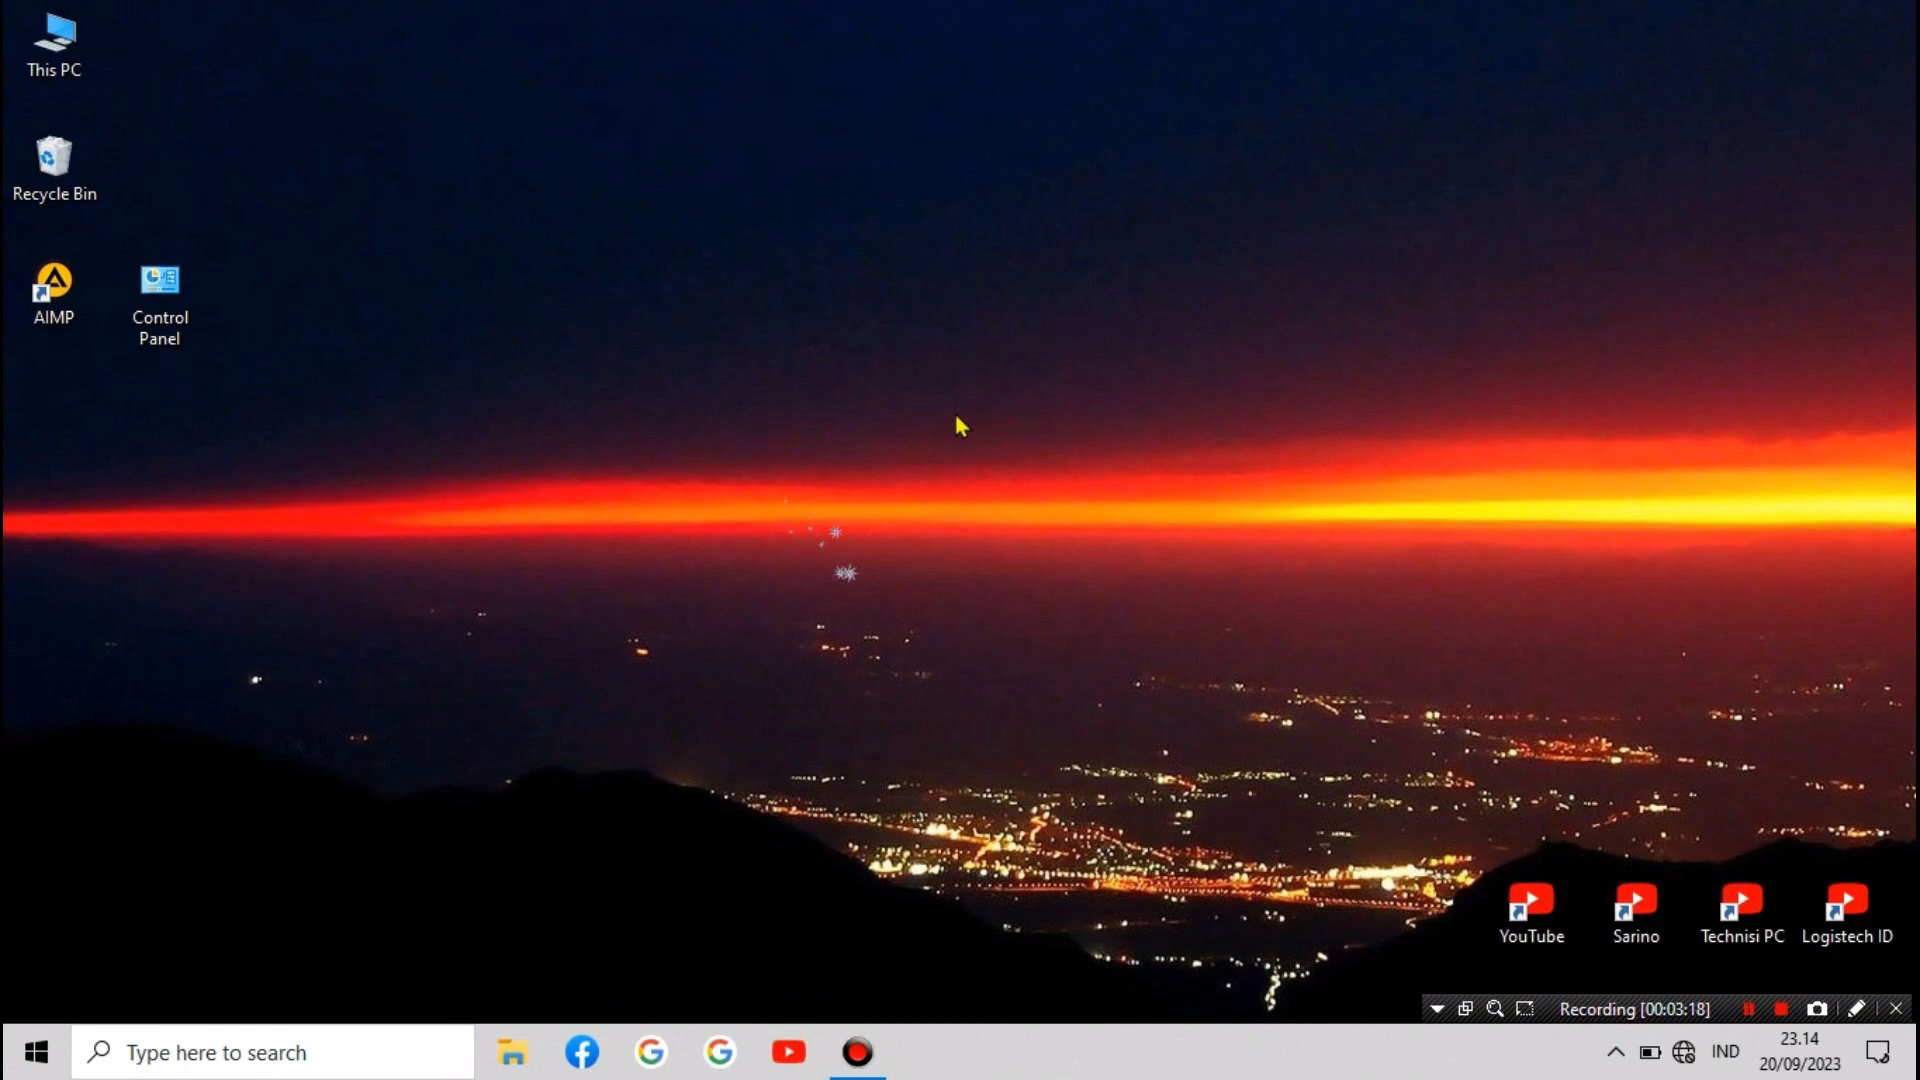 This PC
Recycle Bin
AIMP
Control
Panel
YouTube
Sarino
Technisi PC
Logistech ID
Recording [00:03:18]
Type here to search
IND
23.14
20/09/2023